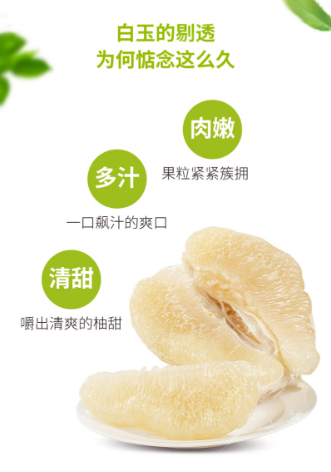 白玉的剔透
为何惦念这么久
肉嫩
果粒紧紧簇拥
多汁
一口飙汁的爽口
清甜
嚼出清爽的柚甜